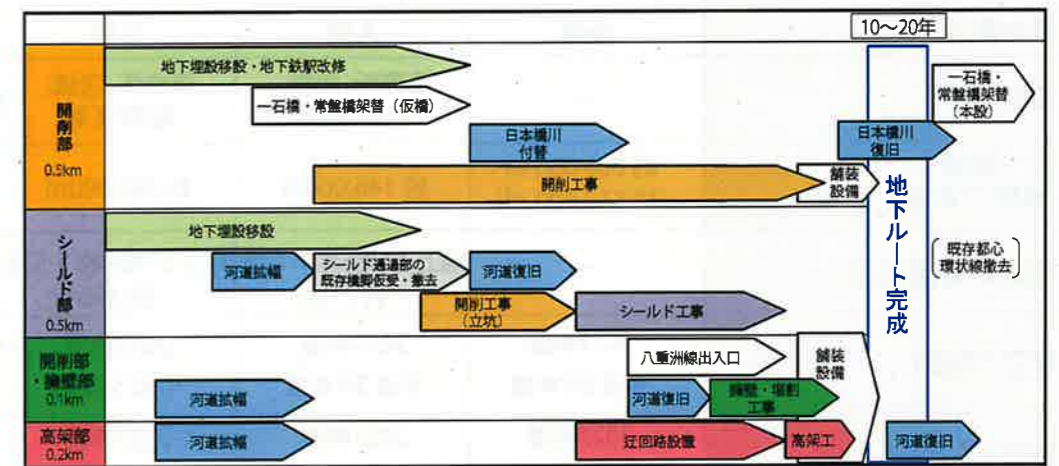 10～20年
開削部
0.5km
地下埋設移設・地下鉄駅改修
一石橋・常盤橋架替（仮橋）
日本橋川
付替
開削工事
舗装
設備
日本橋川
復旧
一石橋・
常盤橋架替
（本設）
シールド部
0.5km
地下埋設移設
河道拡幅
シールド通過部の
既存橋脚仮受・撤去
河道復旧
開削工事
（立坑）
シールド工事
地下ルート完成
既存都心
環状線撤去
開削部
・擁壁部
0.1km
河道拡幅
八重洲線出入口
河道復旧
擁壁・堀割
工事
舗装
設備
高架部
0.2km
河道拡幅
迂回路設置
高架工
河道復旧